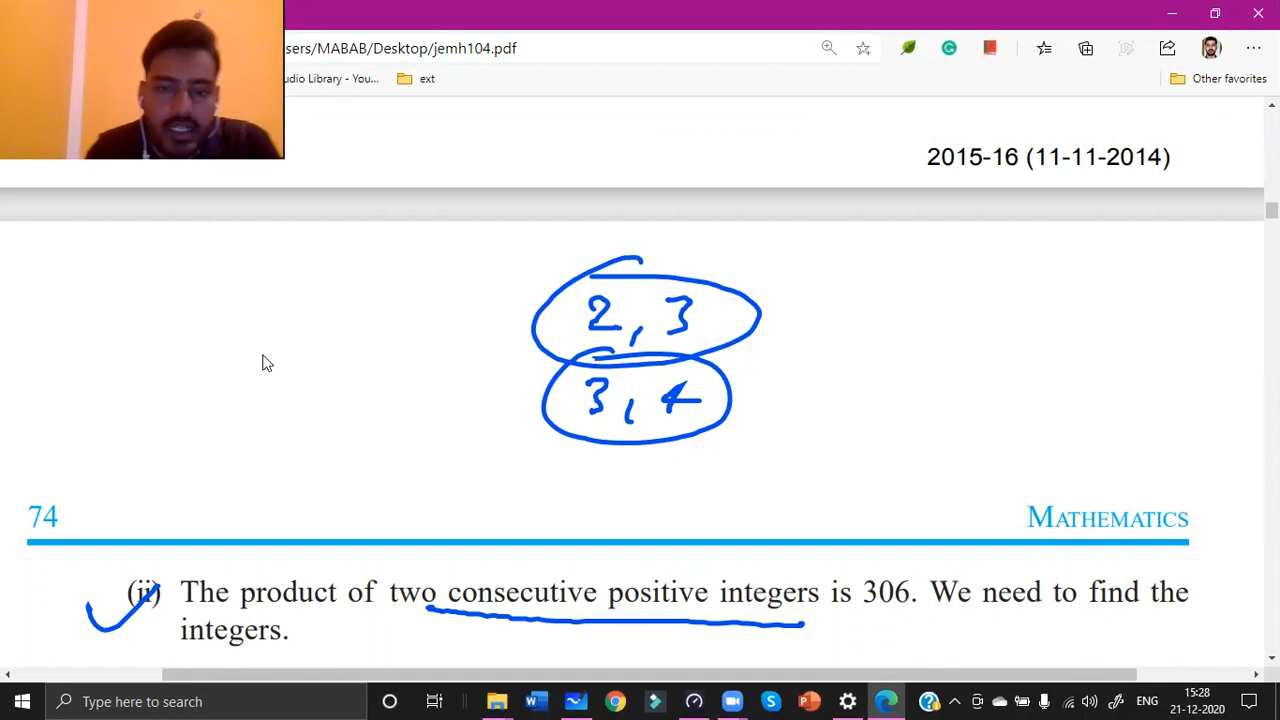 sers/MABAB/Desktop/jemh104.pdf
udio Library - You...
ext
Other favorites
2015-16 (11-11-2014)
2, 3
3, 4
74
MATHEMATICS
(ii) The product of two consecutive positive integers is 306. We need to find the
integers.
Type here to search
ENG
15:28
21-12-2020